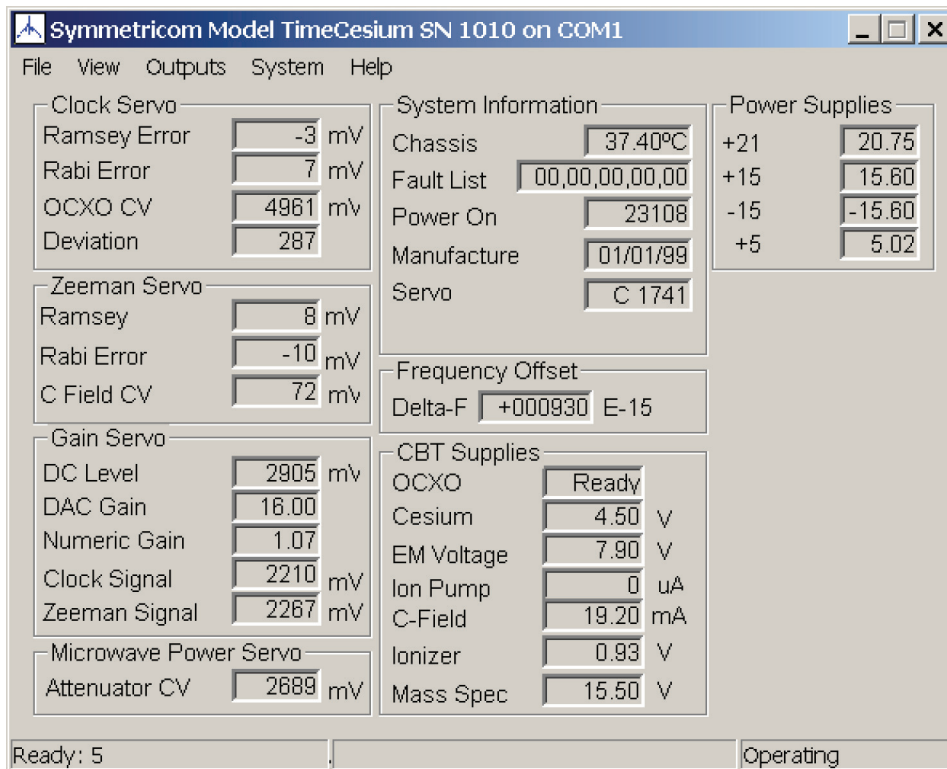 Symmetricom Model TimeCesium SN 1010 on COM1
File View Outputs System Help
Clock Servo
Ramsey Error -3 mV
Rabi Error 7 mV
OCXO CV 4961 mV
Deviation 287
Zeeman Servo
Ramsey 8 mV
Rabi Error -10 mV
C Field CV 72 mV
Gain Servo
DC Level 2905 mV
DAC Gain 16.00
Numeric Gain 1.07
Clock Signal 2210 mV
Zeeman Signal 2267 mV
Microwave Power Servo
Attenuator CV 2689 mV
System Information
Chassis 37.40ºC
Fault List 00,00,00,00,00
Power On 23108
Manufacture 01/01/99
Servo C 1741
Frequency Offset
Delta-F +000930 E-15
CBT Supplies
OCXO Ready
Cesium 4.50 V
EM Voltage 7.90 V
Ion Pump 0 uA
C-Field 19.20 mA
Ionizer 0.93 V
Mass Spec 15.50 V
Power Supplies
+21 20.75
+15 15.60
-15 -15.60
+5 5.02
Ready: 5 . Operating